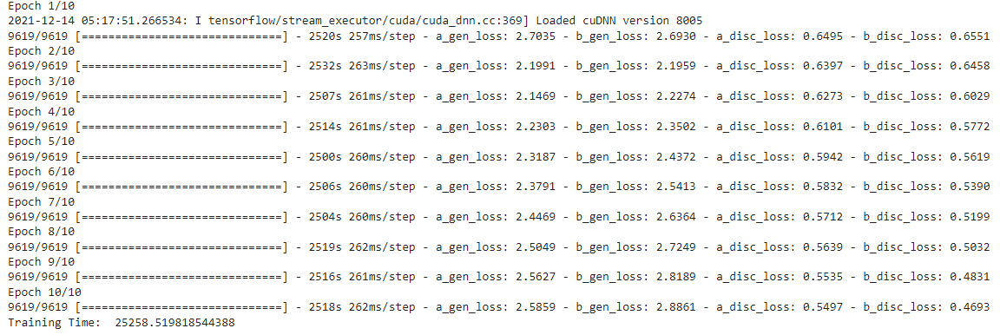 Epoch 1/10
2021-12-14 05:17:51.266534: I tensorflow/stream_executor/cuda/cuda_dnn.cc:369] Loaded cuDNN version 8005
9619/9619 [==============================] - 2520s 257ms/step - a_gen_loss: 2.7035 - b_gen_loss: 2.6930 - a_disc_loss: 0.6495 - b_disc_loss: 0.6551
Epoch 2/10
9619/9619 [==============================] - 2532s 263ms/step - a_gen_loss: 2.1991 - b_gen_loss: 2.1959 - a_disc_loss: 0.6397 - b_disc_loss: 0.6458
Epoch 3/10
9619/9619 [==============================] - 2507s 261ms/step - a_gen_loss: 2.1469 - b_gen_loss: 2.2274 - a_disc_loss: 0.6273 - b_disc_loss: 0.6029
Epoch 4/10
9619/9619 [==============================] - 2514s 261ms/step - a_gen_loss: 2.2303 - b_gen_loss: 2.3502 - a_disc_loss: 0.6101 - b_disc_loss: 0.5772
Epoch 5/10
9619/9619 [==============================] - 2500s 260ms/step - a_gen_loss: 2.3187 - b_gen_loss: 2.4372 - a_disc_loss: 0.5942 - b_disc_loss: 0.5619
Epoch 6/10
9619/9619 [==============================] - 2506s 260ms/step - a_gen_loss: 2.3791 - b_gen_loss: 2.5413 - a_disc_loss: 0.5832 - b_disc_loss: 0.5390
Epoch 7/10
9619/9619 [==============================] - 2504s 260ms/step - a_gen_loss: 2.4469 - b_gen_loss: 2.6364 - a_disc_loss: 0.5712 - b_disc_loss: 0.5199
Epoch 8/10
9619/9619 [==============================] - 2519s 262ms/step - a_gen_loss: 2.5049 - b_gen_loss: 2.7249 - a_disc_loss: 0.5639 - b_disc_loss: 0.5032
Epoch 9/10
9619/9619 [==============================] - 2516s 261ms/step - a_gen_loss: 2.5627 - b_gen_loss: 2.8189 - a_disc_loss: 0.5535 - b_disc_loss: 0.4831
Epoch 10/10
9619/9619 [==============================] - 2518s 262ms/step - a_gen_loss: 2.5859 - b_gen_loss: 2.8861 - a_disc_loss: 0.5497 - b_disc_loss: 0.4693
Training Time:  25258.519818544388